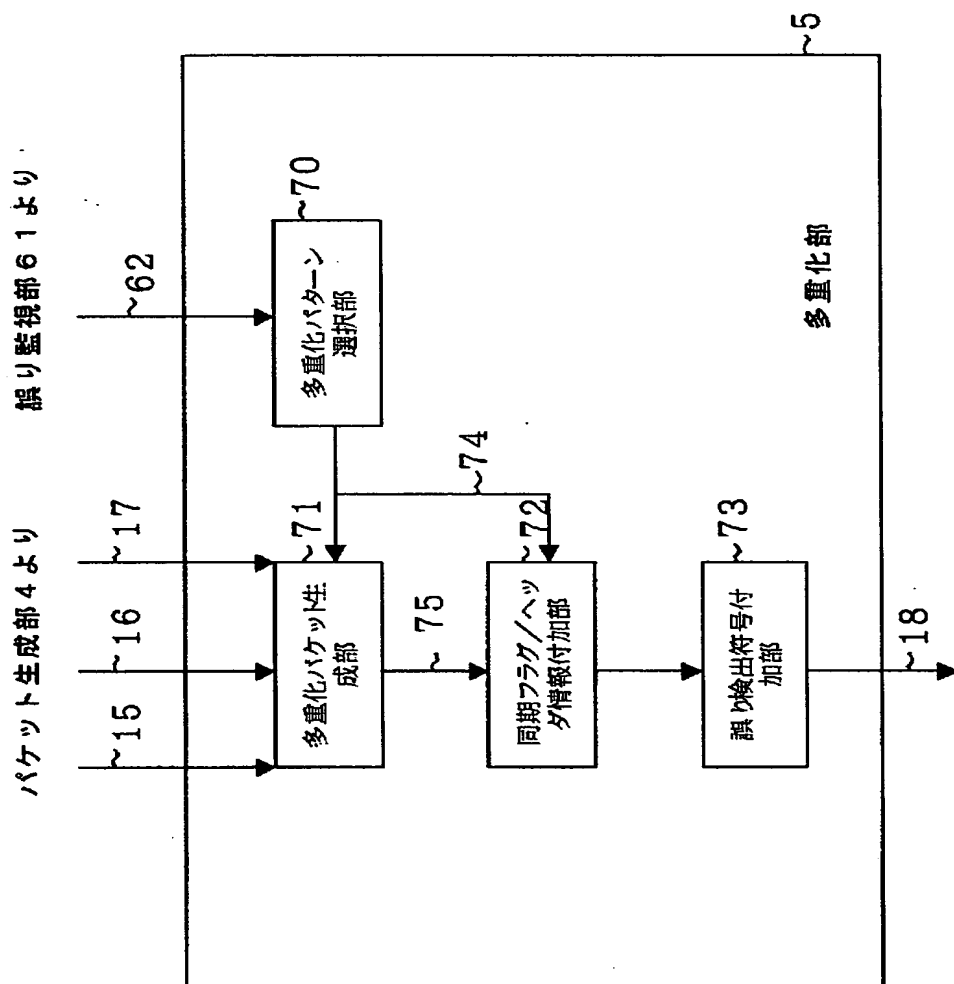 パケット生成部4より
誤り監視部61より
15
16
17
62
5
70
多重化パターン
選択部
71
多重化パケット生
成部
74
75
72
同期フラグ/ヘッ
ダ情報付加部
73
誤り検出符号付
加部
多重化部
18